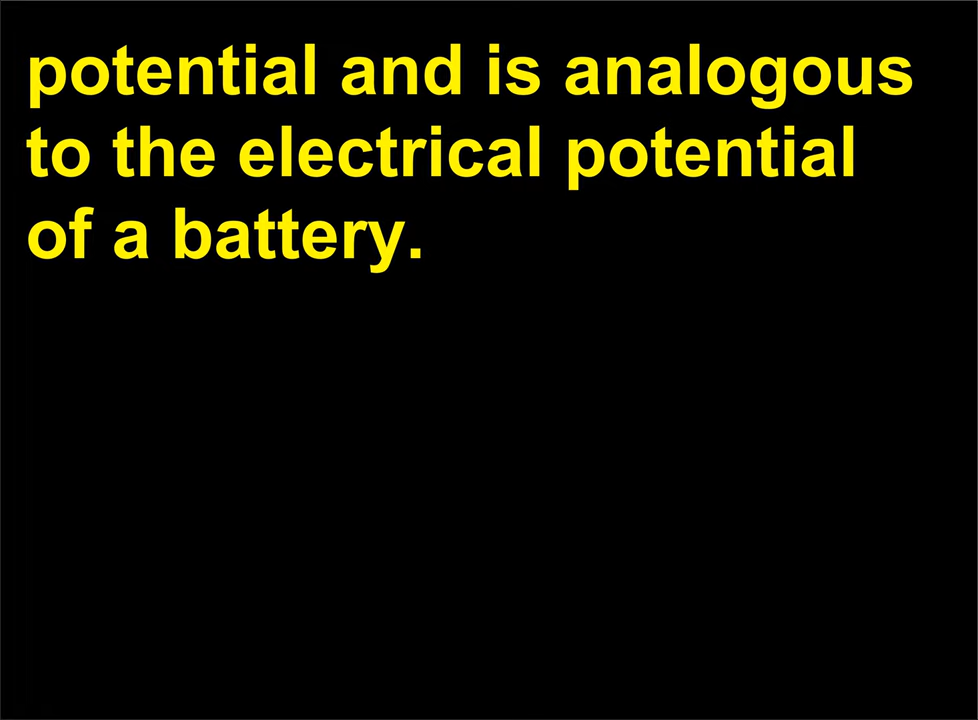 potential and is analogous
to the electrical potential
of a battery.